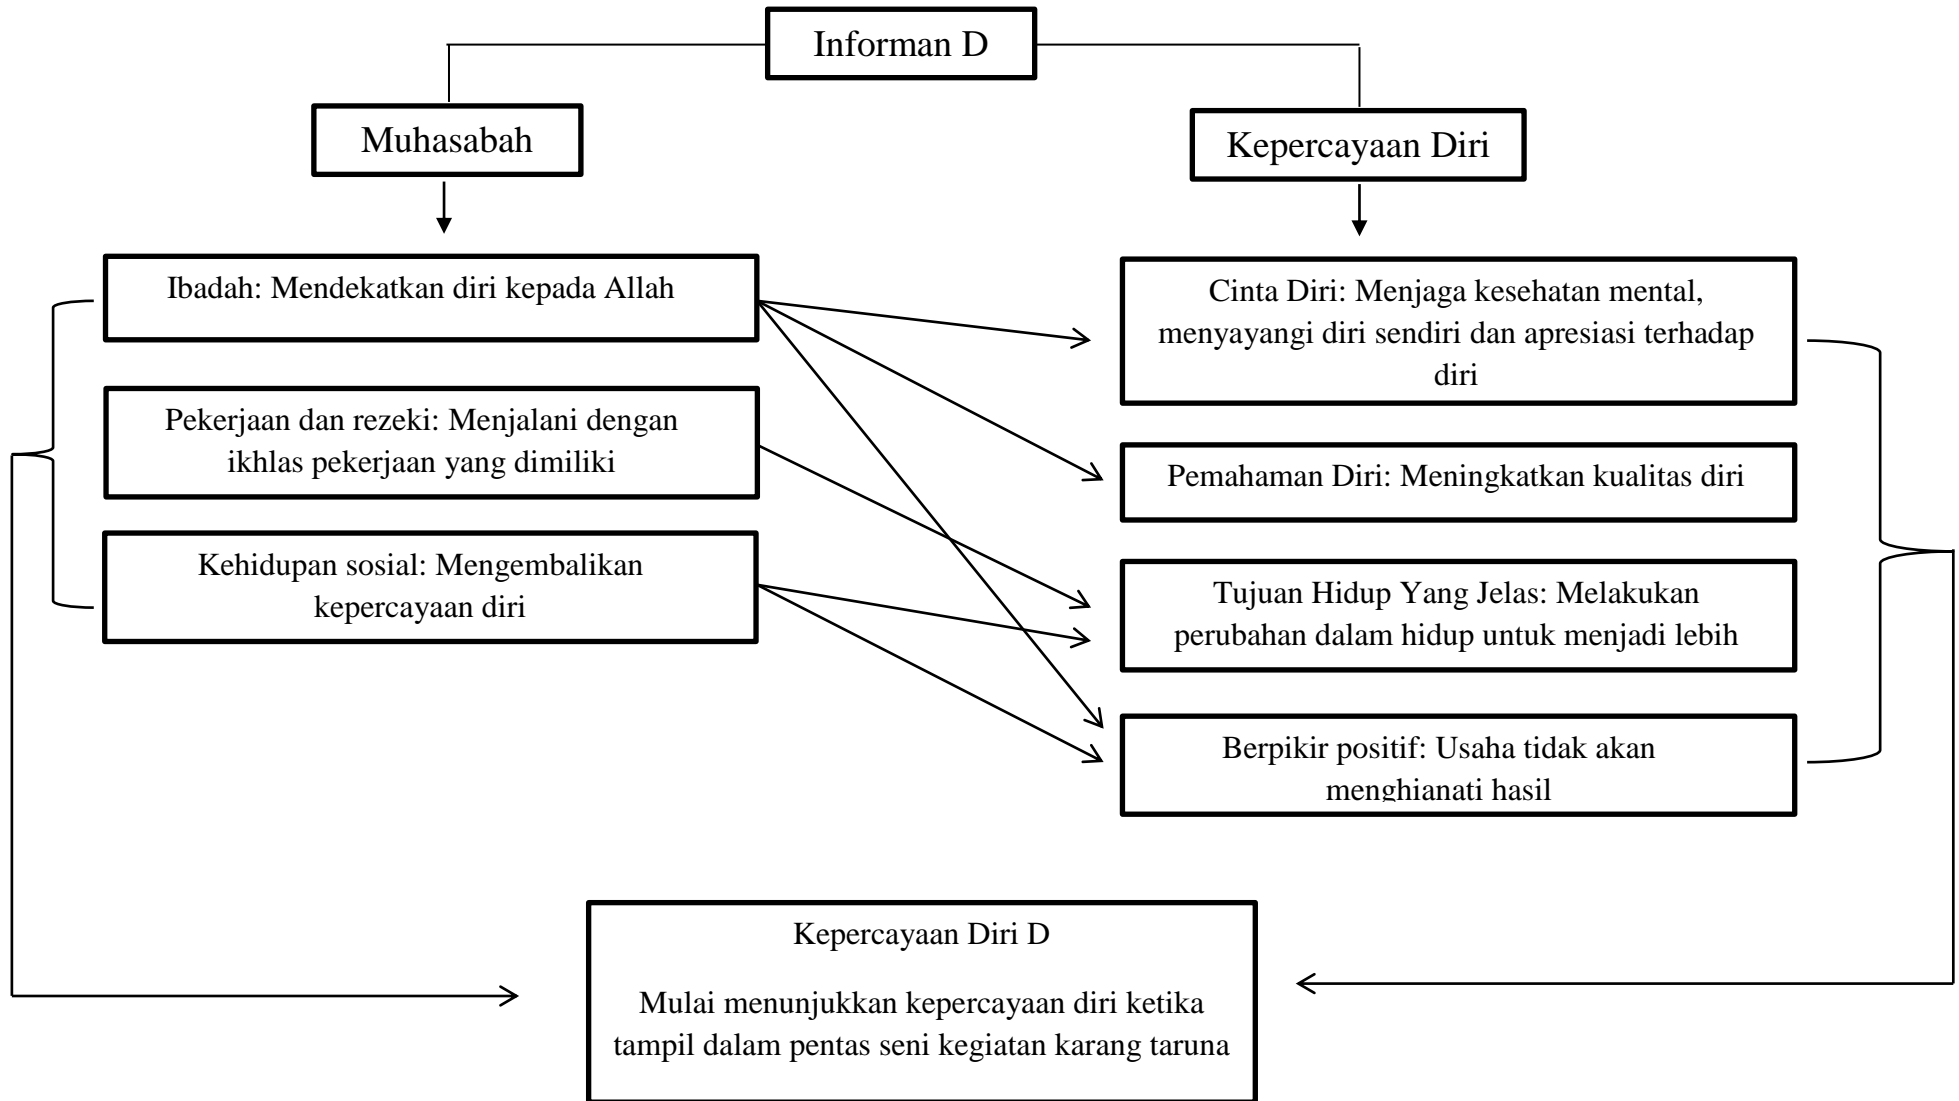 Informan D
Muhasabah
Kepercayaan Diri
Ibadah: Mendekatkan diri kepada Allah
Pekerjaan dan rezeki: Menjalani dengan
ikhlas pekerjaan yang dimiliki
Kehidupan sosial: Mengembalikan
kepercayaan diri
Cinta Diri: Menjaga kesehatan mental,
menyayangi diri sendiri dan apresiasi terhadap
diri
Pemahaman Diri: Meningkatkan kualitas diri
Tujuan Hidup Yang Jelas: Melakukan
perubahan dalam hidup untuk menjadi lebih
Berpikir positif: Usaha tidak akan
menghianati hasil
Kepercayaan Diri D
Mulai menunjukkan kepercayaan diri ketika
tampil dalam pentas seni kegiatan karang taruna